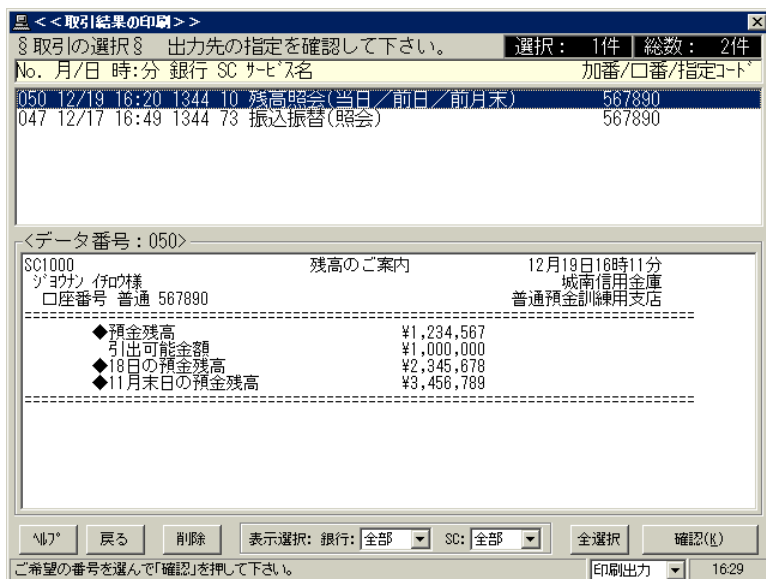 <<取引結果の印刷>>
§取引の選択§ 出力先の指定を確認して下さい。 選択: 1件 総数: 2件
No. 月/日 時:分 銀行 SC ｻｰﾋﾞｽ名 加番/口番/指定ｺｰﾄﾞ
050 12/19 16:20 1344 10 残高照会(当日／前日／前月末) 567890
047 12/17 16:49 1344 73 振込振替(照会) 567890
<データ番号:050>
SC1000 残高のご案内 12月19日16時11分
ｼﾞﾖｳﾅﾝ ｲﾁﾛｳ様 城南信用金庫
口座番号 普通 567890 普通預金訓練用支店
======================================================================
◆預金残高 ¥1,234,567
引出可能金額 ¥1,000,000
◆18日の預金残高 ¥2,345,678
◆11月末日の預金残高 ¥3,456,789
======================================================================
ﾍﾙﾌﾟ 戻る 削除 表示選択: 銀行: 全部 SC: 全部 全選択 確認(K)
ご希望の番号を選んで｢確認｣を押して下さい。 印刷出力 16:29